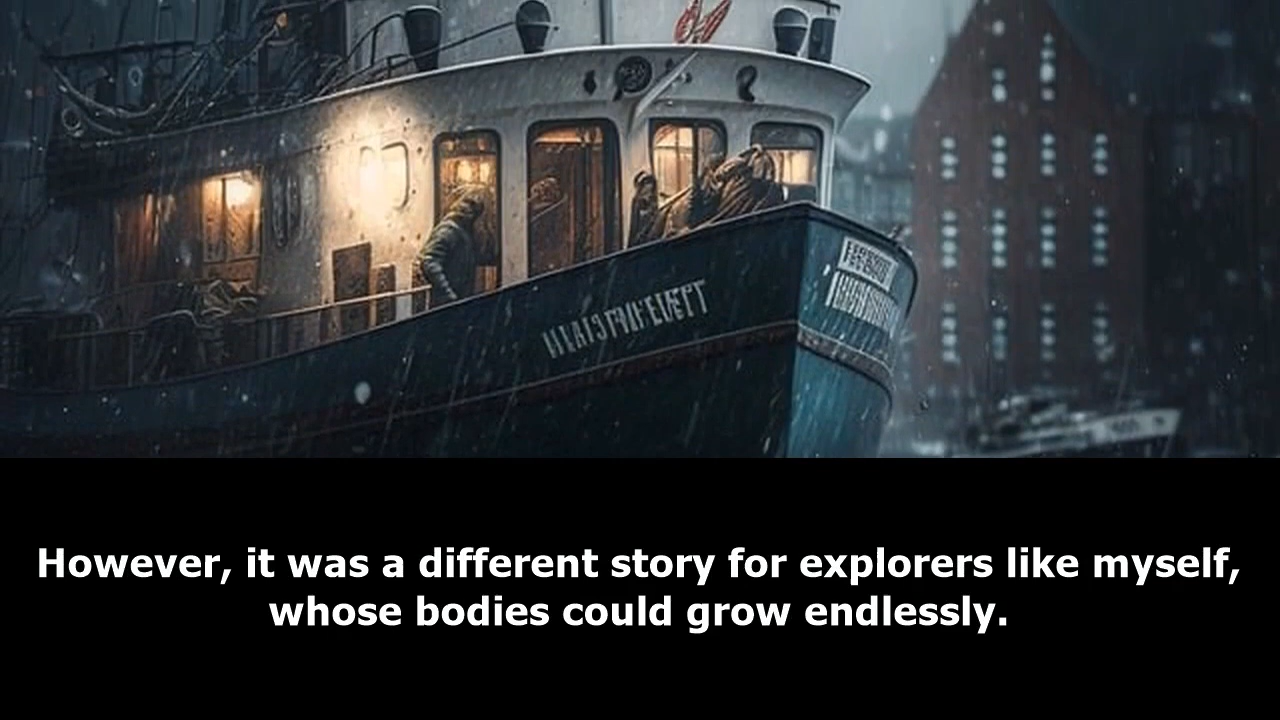 However, it was a different story for explorers like myself,
whose bodies could grow endlessly.